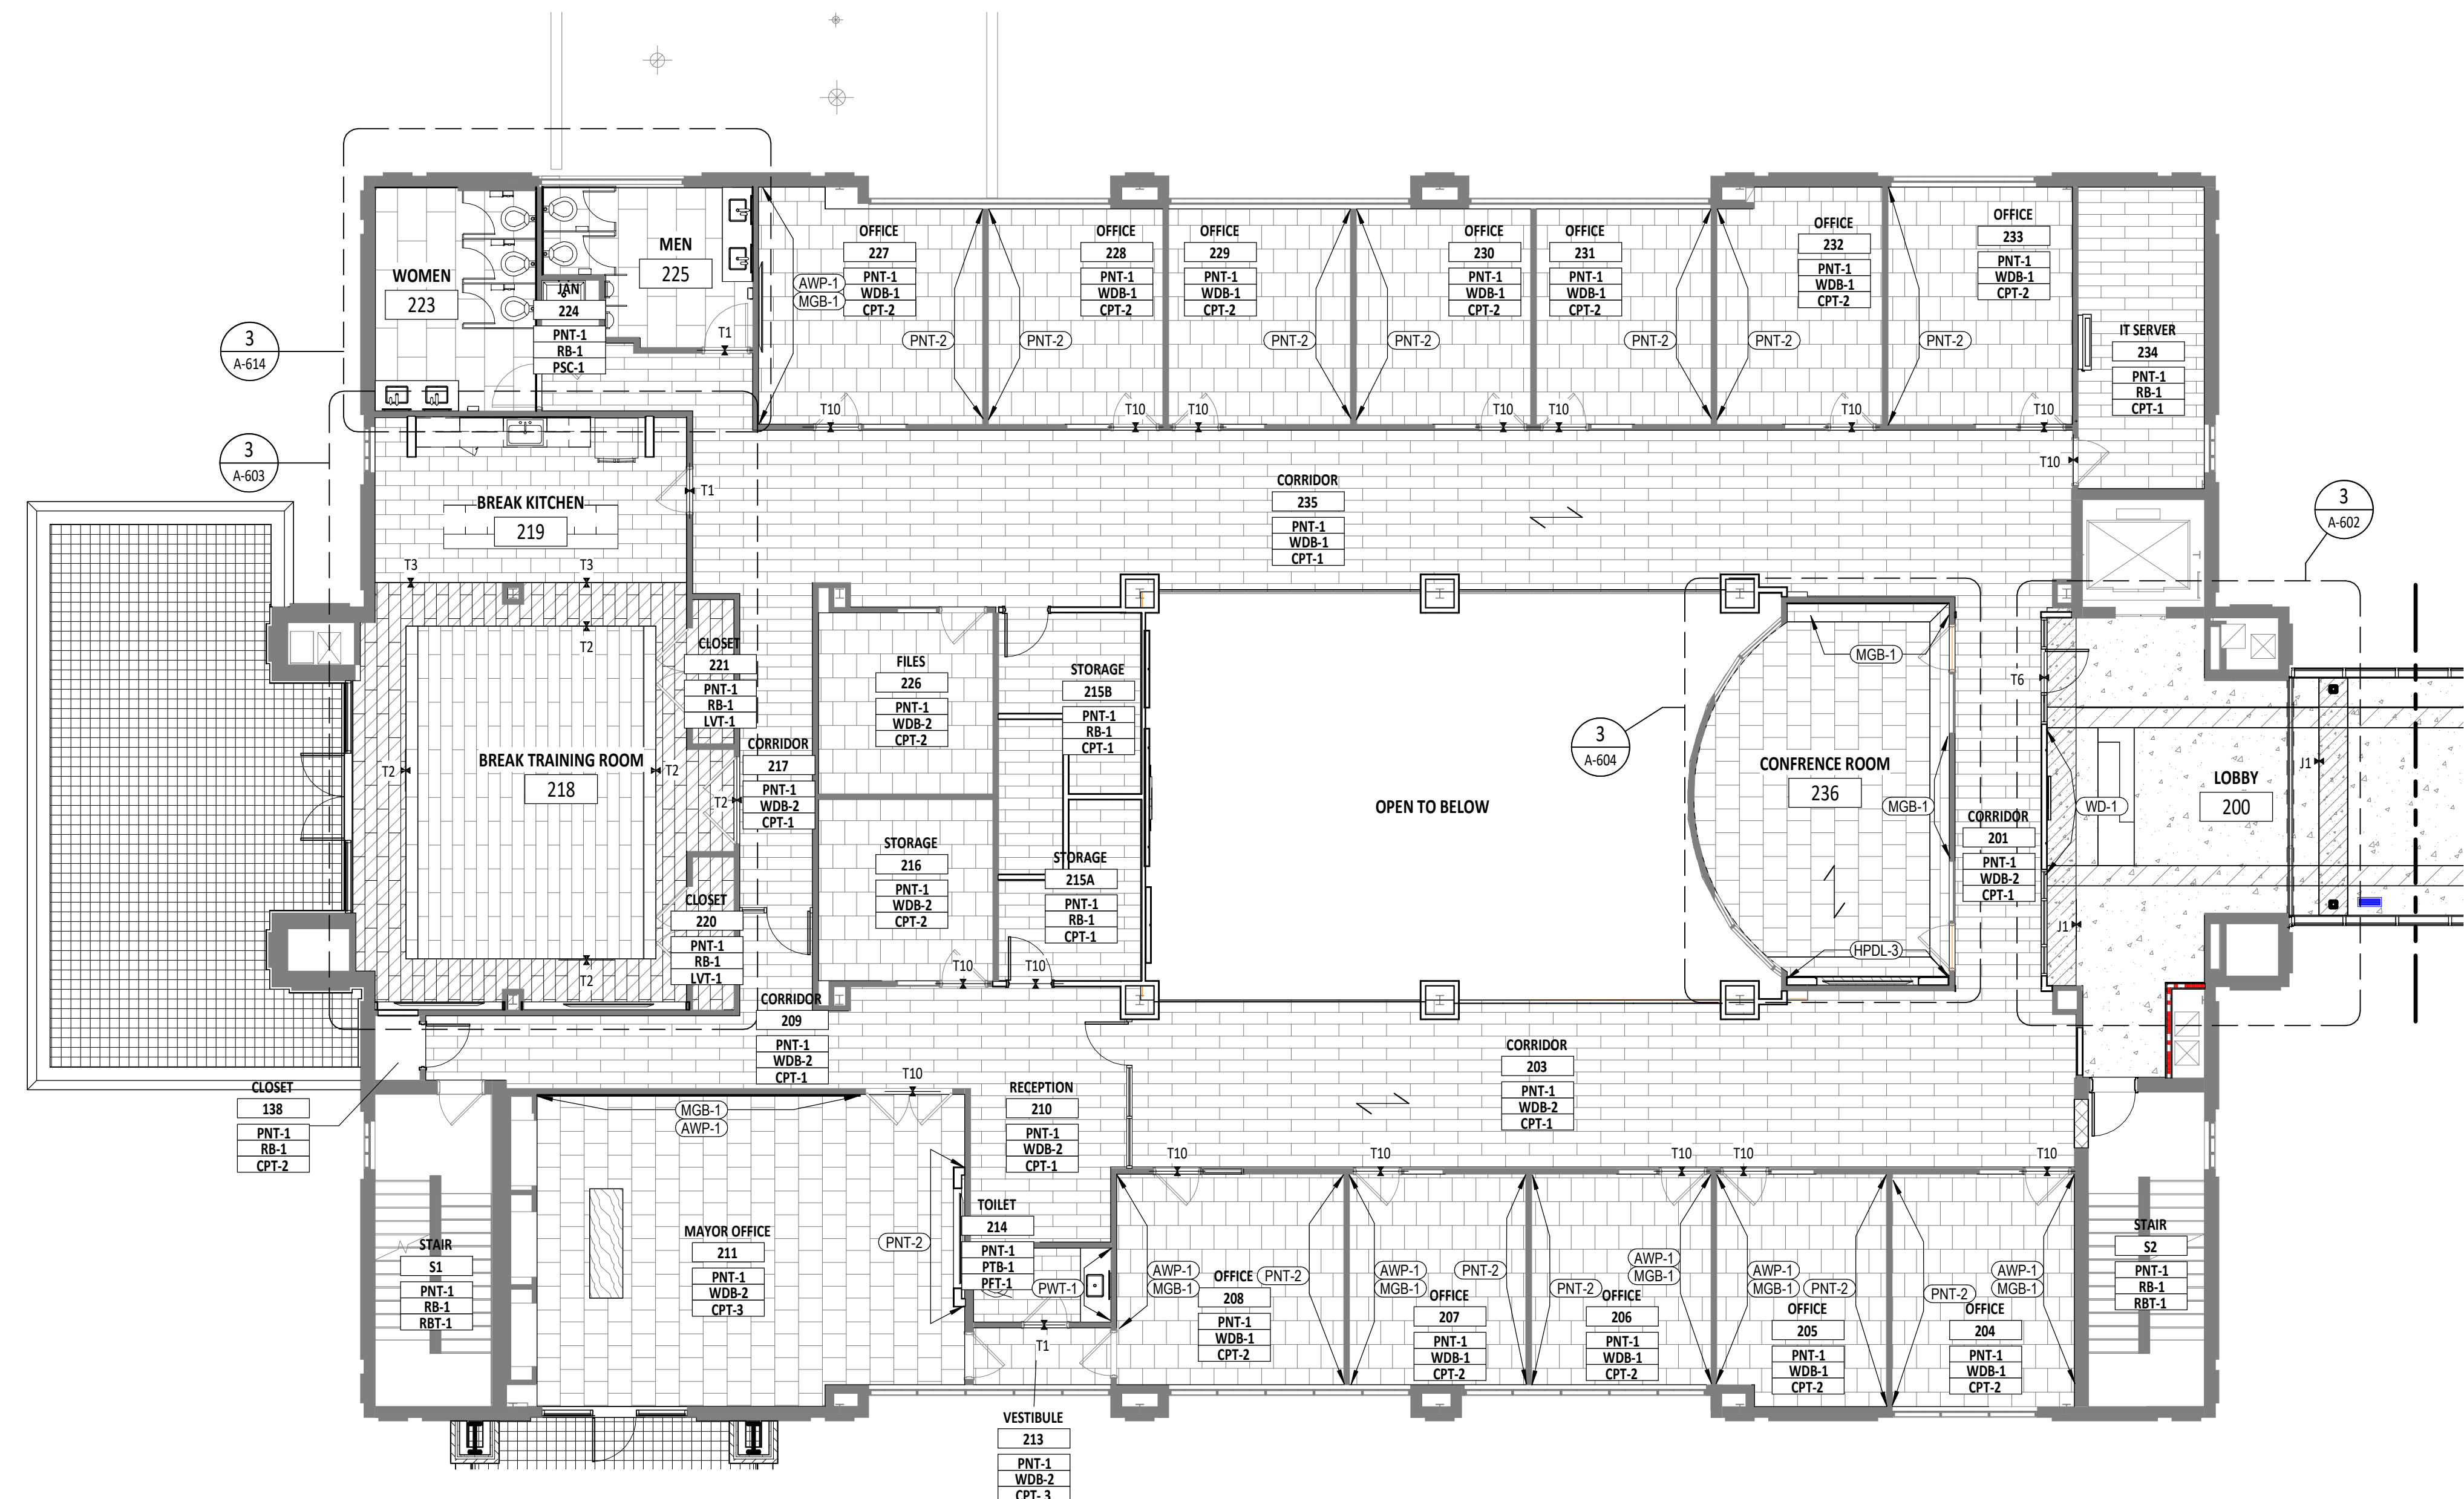 WOMEN
223
MEN
225
JAN
224
PNT-1
RB-1
PSC-1
T1
3
A-614
3
A-603
OFFICE
227
PNT-1
WDB-1
CPT-2
AWP-1
MGB-1
PNT-2
T10
OFFICE
228
PNT-1
WDB-1
CPT-2
PNT-2
T10
OFFICE
229
PNT-1
WDB-1
CPT-2
PNT-2
T10
OFFICE
230
PNT-1
WDB-1
CPT-2
PNT-2
T10
OFFICE
231
PNT-1
WDB-1
CPT-2
PNT-2
T10
OFFICE
232
PNT-1
WDB-1
CPT-2
PNT-2
T10
OFFICE
233
PNT-1
WDB-1
CPT-2
PNT-2
T10
IT SERVER
234
PNT-1
RB-1
CPT-1
T10
BREAK KITCHEN
219
T1
T3
T3
CORRIDOR
235
PNT-1
WDB-1
CPT-1
3
A-602
BREAK TRAINING ROOM
218
T2
T2
T2
T2
T2
CLOSET
221
PNT-1
RB-1
LVT-1
CORRIDOR
217
PNT-1
WDB-2
CPT-1
CLOSET
220
PNT-1
RB-1
LVT-1
FILES
226
PNT-1
WDB-2
CPT-2
STORAGE
215B
PNT-1
RB-1
CPT-1
STORAGE
216
PNT-1
WDB-2
CPT-2
STORAGE
215A
PNT-1
RB-1
CPT-1
T10
T10
OPEN TO BELOW
3
A-604
CONFRENCE ROOM
236
MGB-1
MGB-1
HPDL-3
CORRIDOR
201
PNT-1
WDB-2
CPT-1
T6
WD-1
LOBBY
200
J1
J1
CORRIDOR
209
PNT-1
WDB-2
CPT-1
CORRIDOR
203
PNT-1
WDB-2
CPT-1
CLOSET
138
PNT-1
RB-1
CPT-2
MGB-1
AWP-1
T10
RECEPTION
210
PNT-1
WDB-2
CPT-1
MAYOR OFFICE
211
PNT-1
WDB-2
CPT-3
PNT-2
TOILET
214
PNT-1
PTB-1
PFT-1
PWT-1
T1
STAIR
S1
PNT-1
RB-1
RBT-1
T10
AWP-1
MGB-1
OFFICE
208
PNT-1
WDB-1
CPT-2
PNT-2
T10
AWP-1
MGB-1
PNT-2
OFFICE
207
PNT-1
WDB-1
CPT-2
T10
PNT-2
AWP-1
MGB-1
OFFICE
206
PNT-1
WDB-1
CPT-2
T10
AWP-1
MGB-1
PNT-2
OFFICE
205
PNT-1
WDB-1
CPT-2
T10
PNT-2
AWP-1
MGB-1
OFFICE
204
PNT-1
WDB-1
CPT-2
STAIR
S2
PNT-1
RB-1
RBT-1
VESTIBULE
213
PNT-1
WDB-2
CPT- 3